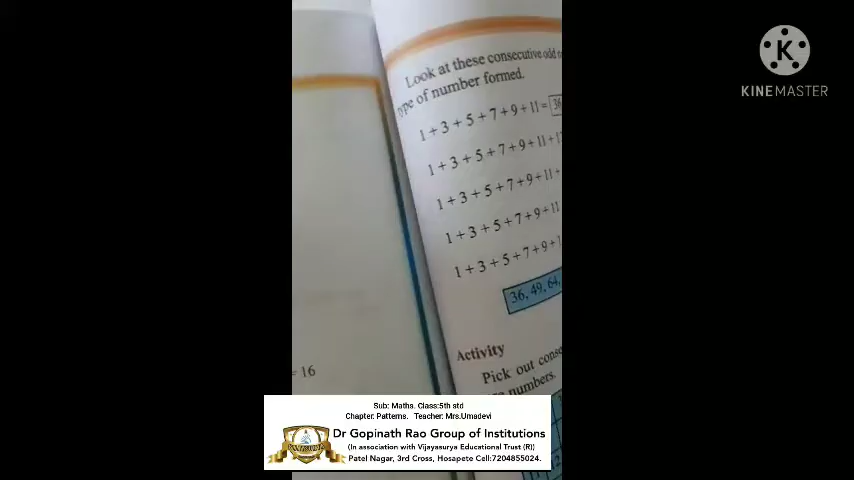 Look at these consecutive odd
type of number formed.
1 + 3 + 5 + 7 + 9 + 11 = 36
1 + 3 + 5 + 7 + 9 + 11 +
1 + 3 + 5 + 7 + 9 + 11 +
1 + 3 + 5 + 7 + 9 + 11
1 + 3 + 5 + 7 + 9 +
36, 49, 64,
Activity
Pick out
numbers.
= 16
KINEMASTER
Sub: Maths. Class:5th std
Chapter: Patterns. Teacher: Mrs.Umadevi
Dr Gopinath Rao Group of Institutions
(In association with Vijayasurya Educational Trust (R))
Patel Nagar, 3rd Cross, Hosapete Cell:7204855024.